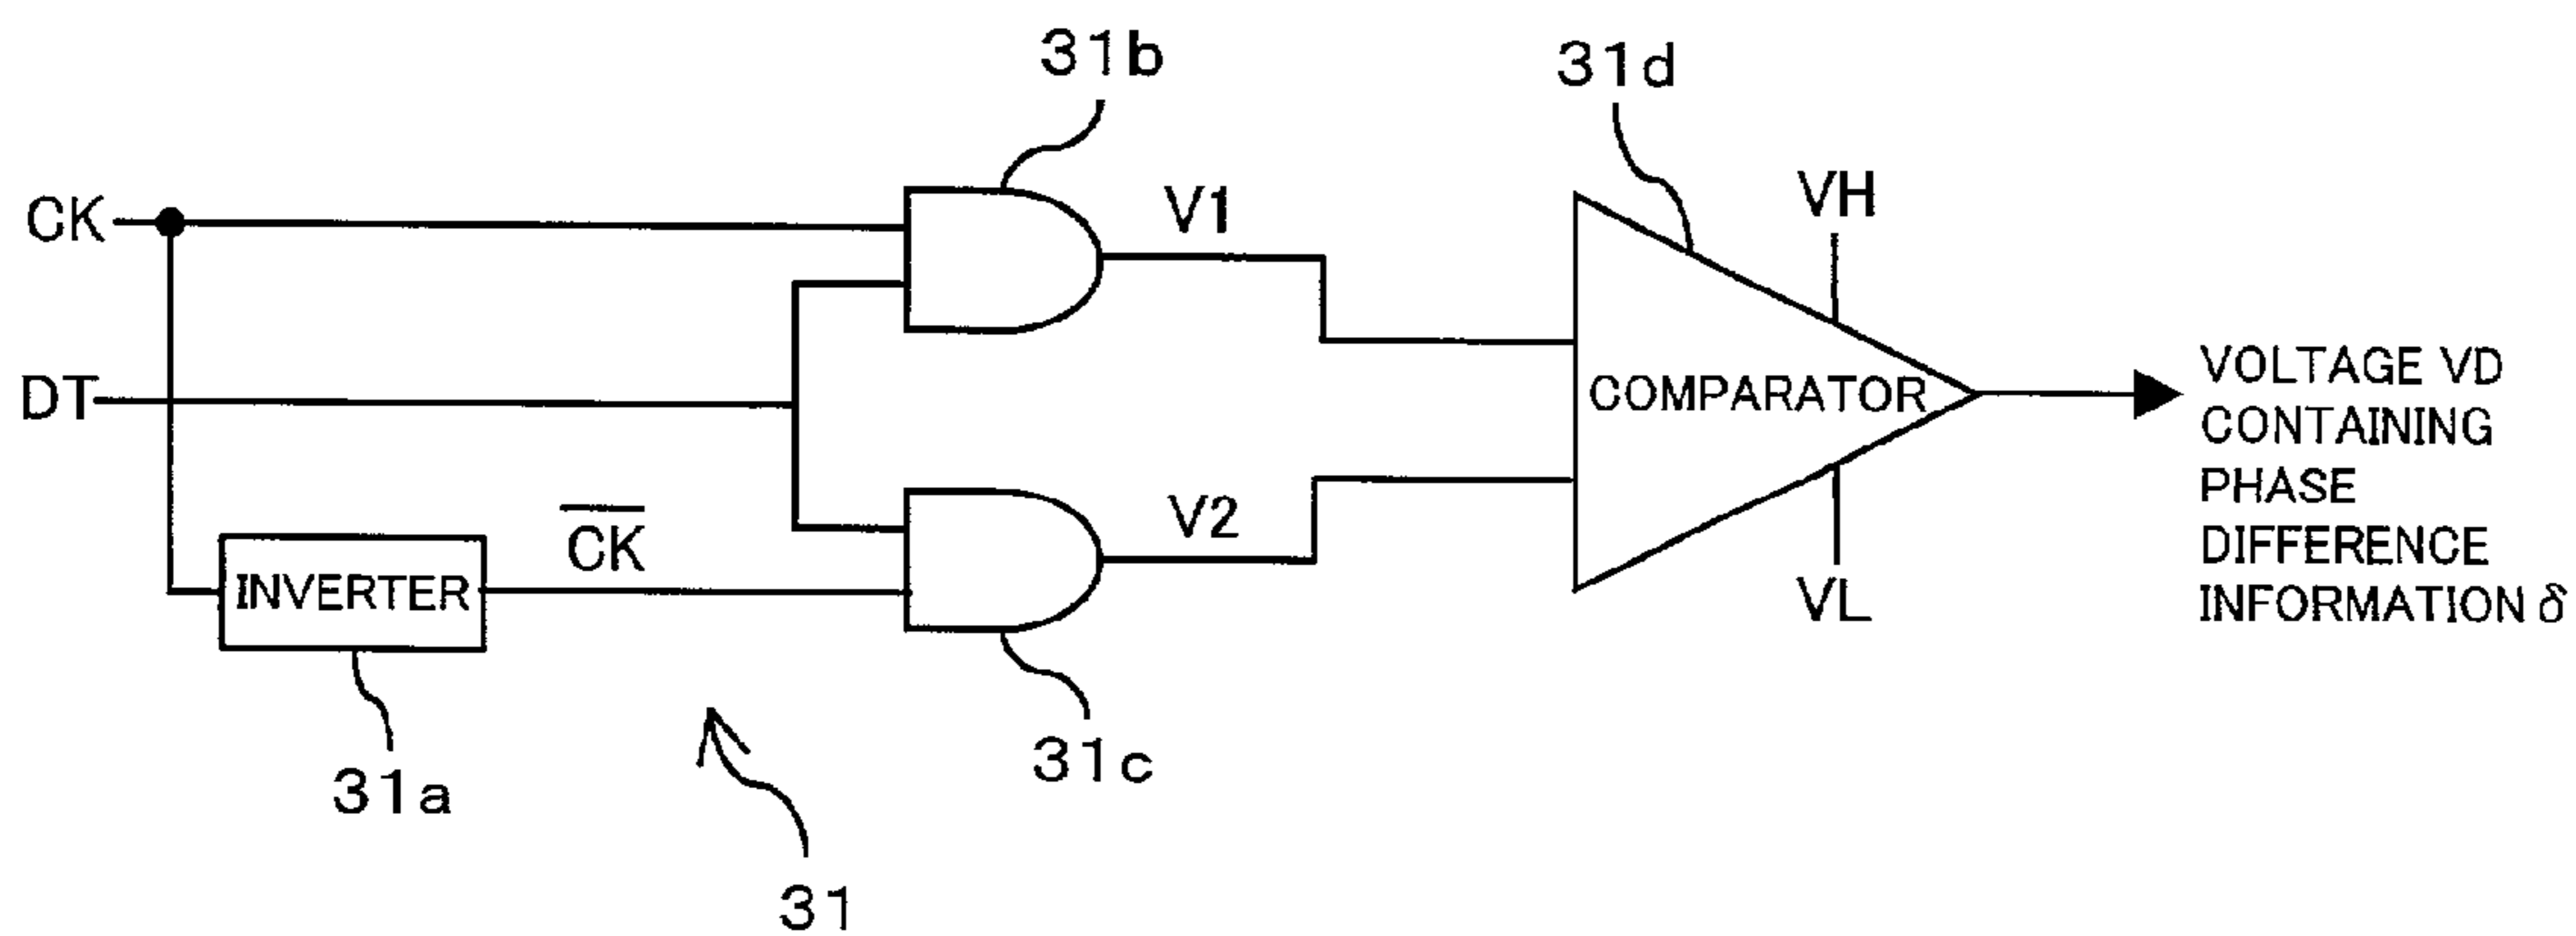 31b
31d
CK
V1
VH
DT
COMPARATOR
VOLTAGE VD
CONTAINING
PHASE
DIFFERENCE
INFORMATION δ
INVERTER
C̅K̅
V2
VL
31a
31c
31